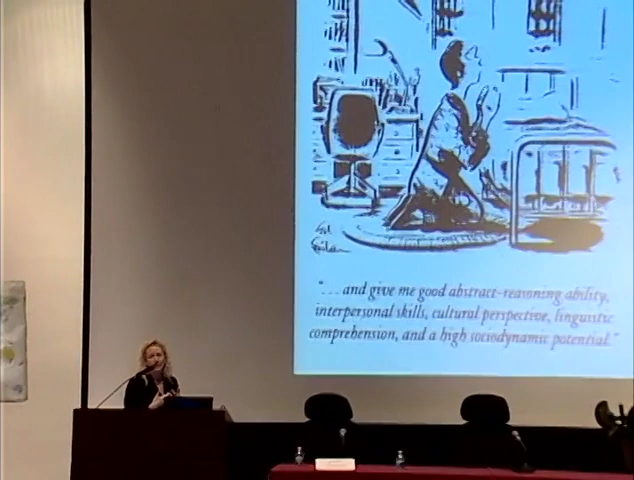 "... and give me good abstract-reasoning ability,
interpersonal skills, cultural perspective, linguistic
comprehension, and a high sociodynamic potential."